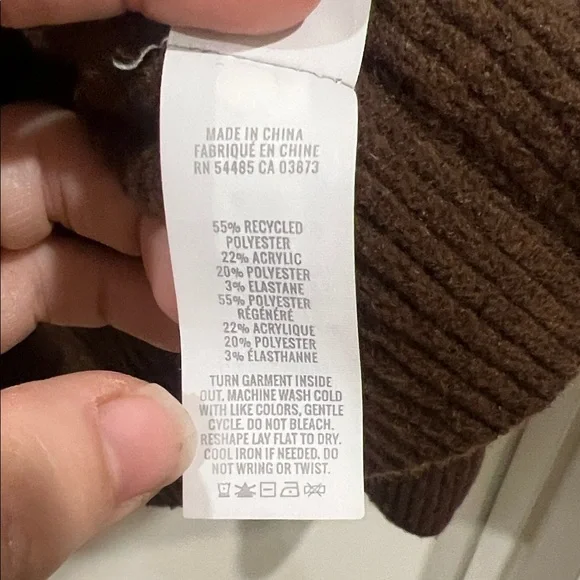 MADE IN CHINA
FABRIQUÉ EN CHINE
RN 54485 CA 03873
55% RECYCLED
POLYESTER
22% ACRYLIC
20% POLYESTER
3% ELASTANE
55% POLYESTER
RÉGÉNÉRÉ
22% ACRYLIQUE
20% POLYESTER
3% ÉLASTHANNE
TURN GARMENT INSIDE
OUT. MACHINE WASH COLD
WITH LIKE COLORS, GENTLE
CYCLE. DO NOT BLEACH.
RESHAPE LAY FLAT TO DRY.
COOL IRON IF NEEDED. DO
NOT WRING OR TWIST.